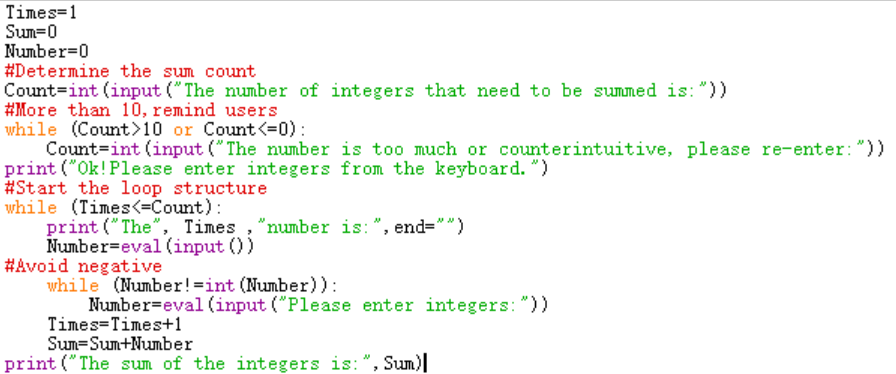 Times=1
Sum=0
Number=0
#Determine the sum count
Count=int(input("The number of integers that need to be summed is:"))
#More than 10,remind users
while (Count>10 or Count<=0):
    Count=int(input("The number is too much or counterintuitive, please re-enter:"))
print("Ok!Please enter integers from the keyboard.")
#Start the loop structure
while (Times<=Count):
    print("The", Times ,"number is:",end="")
    Number=eval(input())
#Avoid negative
    while (Number!=int(Number)):
        Number=eval(input("Please enter integers:"))
    Times=Times+1
    Sum=Sum+Number
print("The sum of the integers is:",Sum)